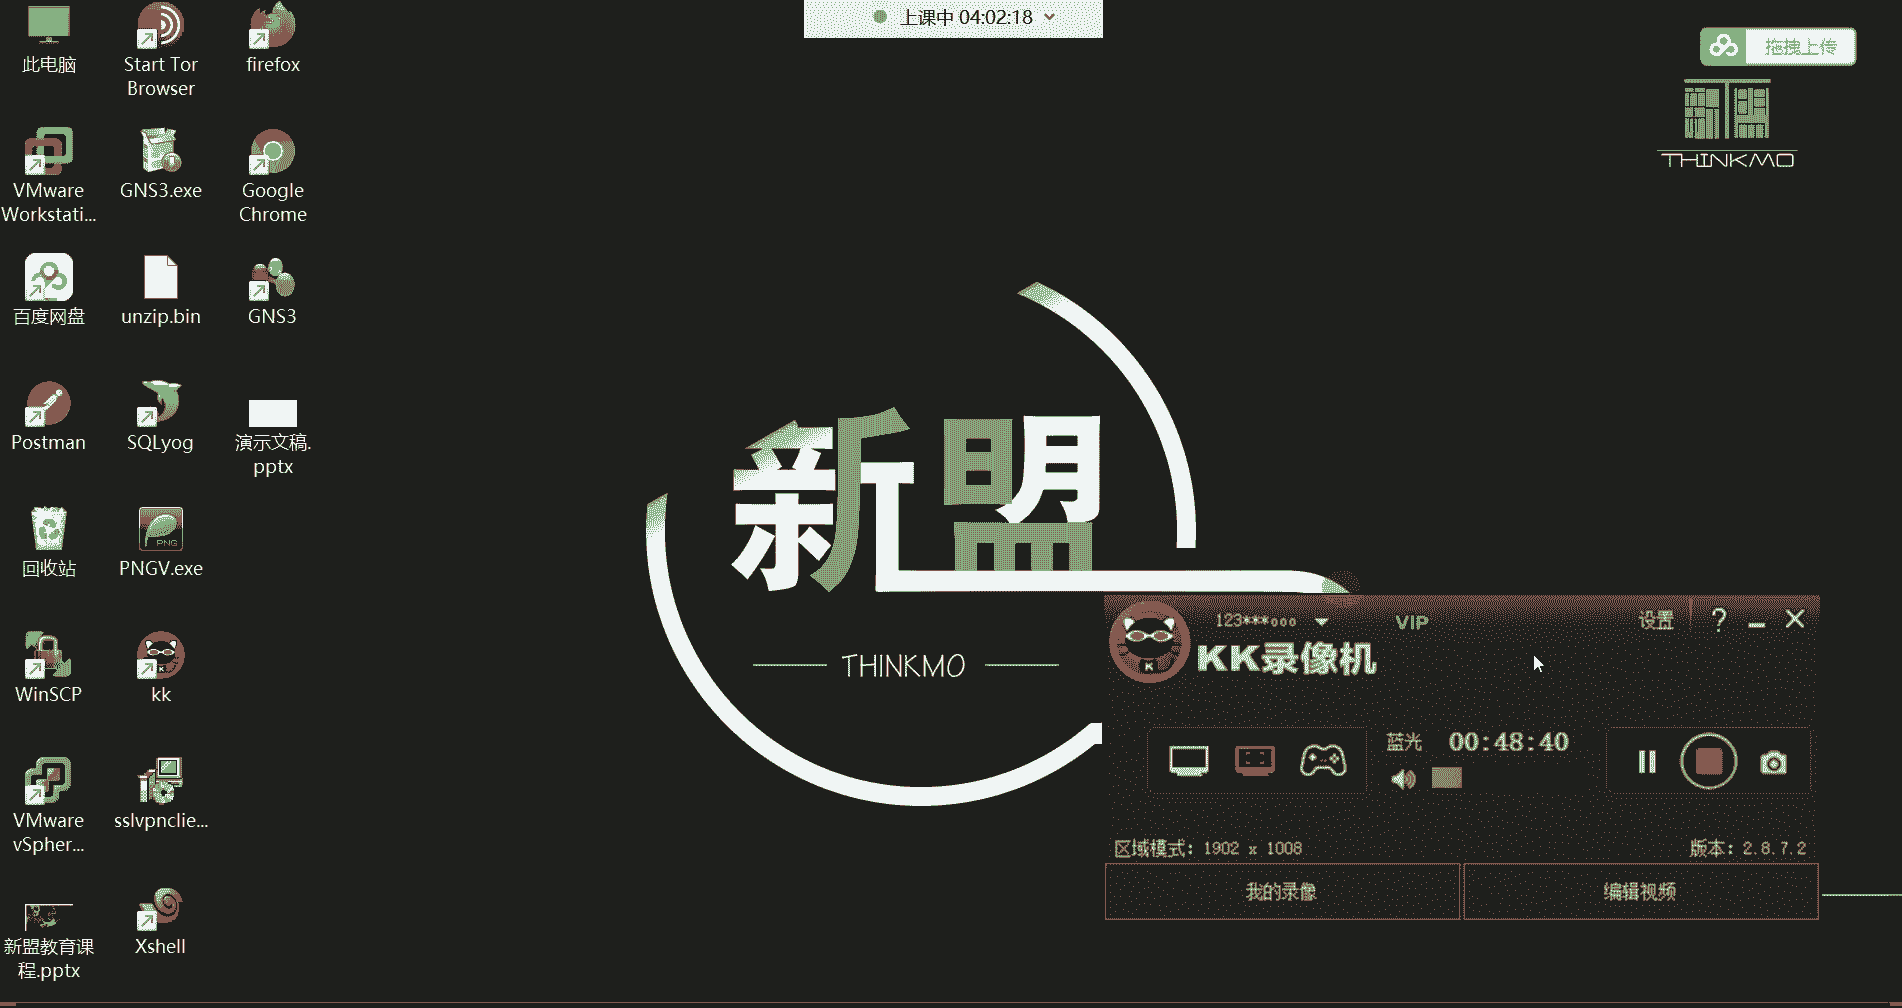 上课中 04:02:18
拖拽上传
THINKMO
此电脑
Start Tor
Browser
firefox
VMware
Workstati...
GNS3.exe
Google
Chrome
百度网盘
unzip.bin
GNS3
Postman
SQLyog
演示文稿.
pptx
回收站
PNG
PNGV.exe
WinSCP
kk
VMware
vSpher...
sslvpnclie...
新盟教育课
程.pptx
Xshell
新盟
THINKMO
123***ooo
VIP
设置
?
K
KK录像机
蓝光
00:48:40
区域模式: 1902 x 1008
版本: 2.8.7.2
我的录像
编辑视频